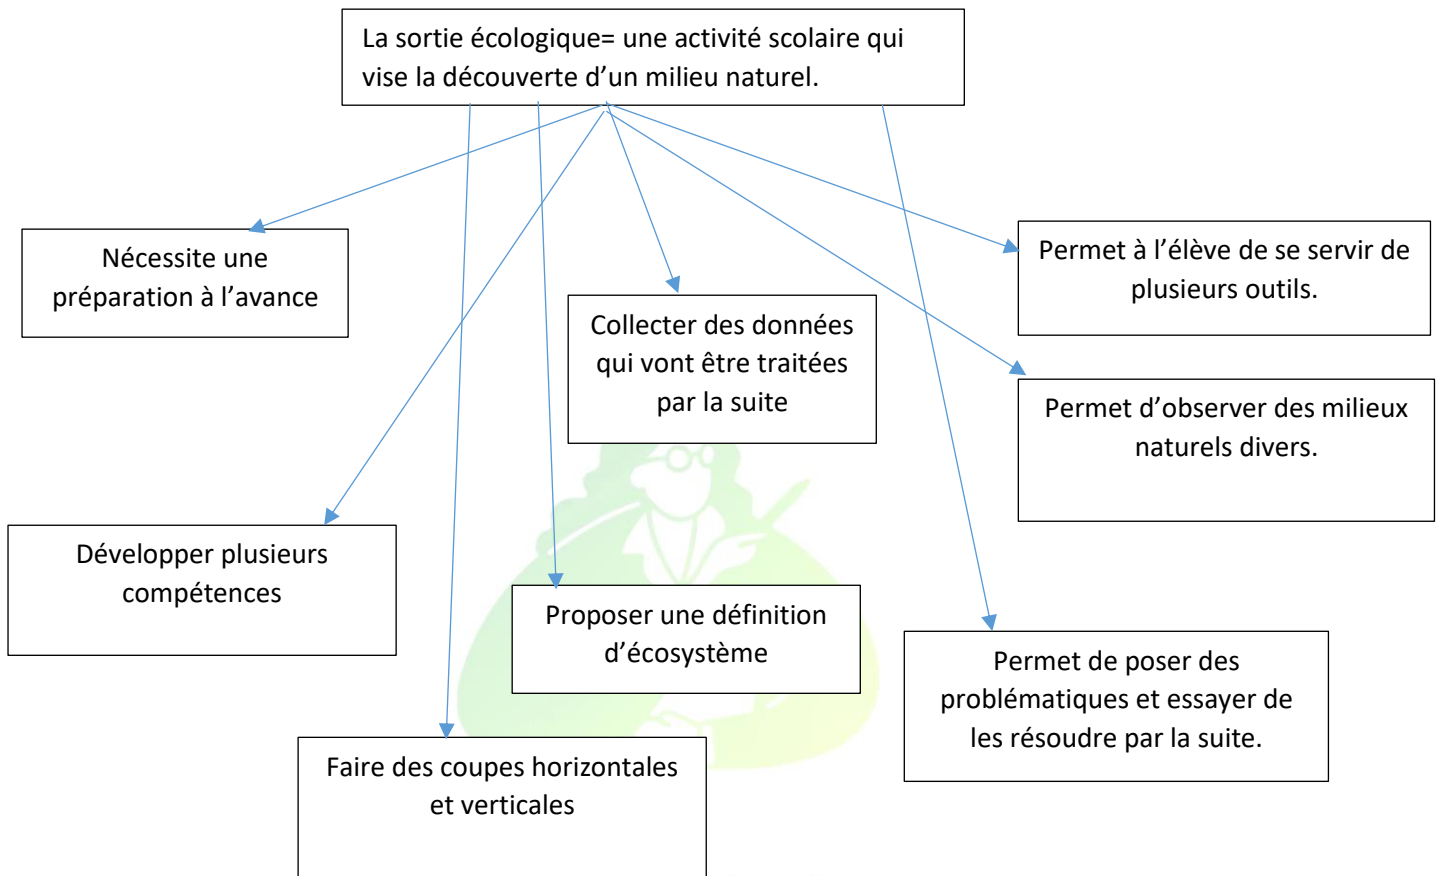 La sortie écologique= une activité scolaire qui
vise la découverte d’un milieu naturel.
Nécessite une
préparation à l’avance
Permet à l’élève de se servir de
plusieurs outils.
Collecter des données
qui vont être traitées
par la suite
Permet d’observer des milieux
naturels divers.
Développer plusieurs
compétences
Proposer une définition
d’écosystème
Permet de poser des
problématiques et essayer de
les résoudre par la suite.
Faire des coupes horizontales
et verticales